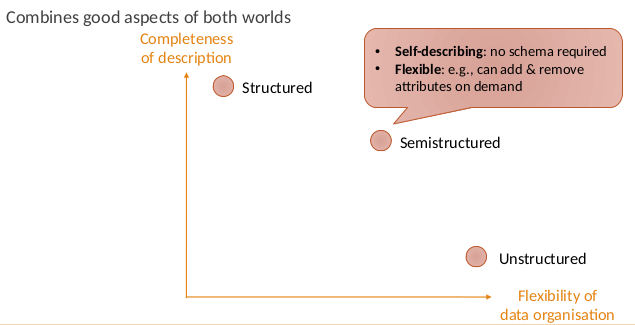 Combines good aspects of both worlds
Completeness
of description
• Self-describing: no schema required
• Flexible: e.g., can add & remove
attributes on demand
Structured
Semistructured
Unstructured
Flexibility of
data organisation